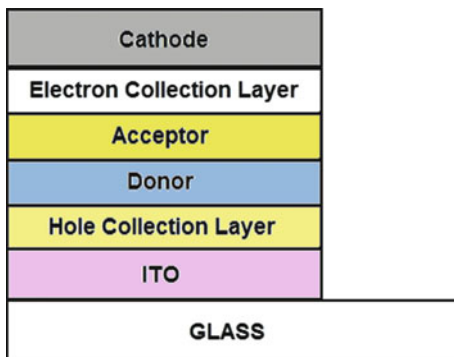 Cathode
Electron Collection Layer
Acceptor
Donor
Hole Collection Layer
ITO
GLASS